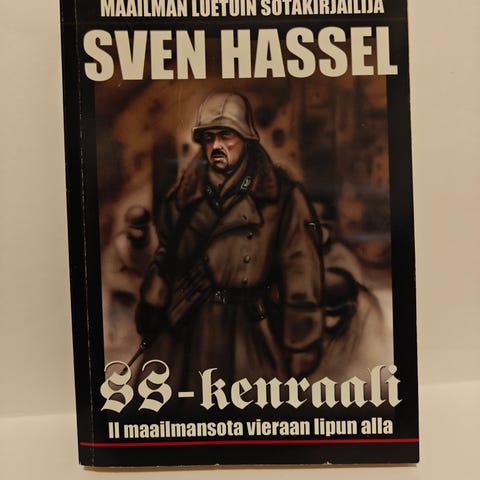 MAAILMAN LUETUIN SOTAKIRJAILIJA
SVEN HASSEL
SS-kenraali
II maailmansota vieraan lipun alla